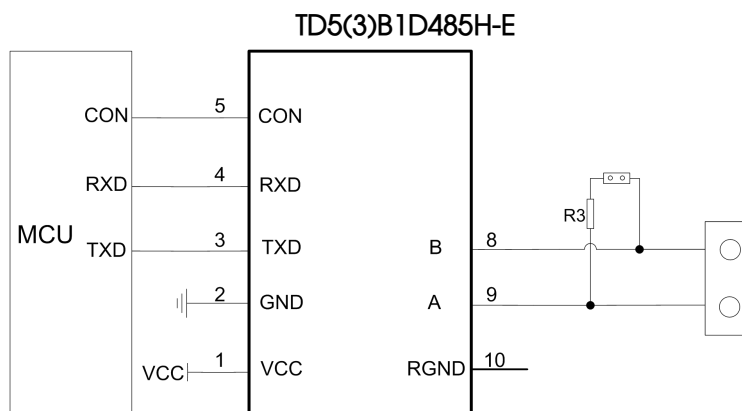 TD5(3)B1D485H-E
CON 5 CON
RXD 4 RXD
R3
MCU TXD 3 TXD B 8
2 GND A 9
VCC 1 VCC RGND 10